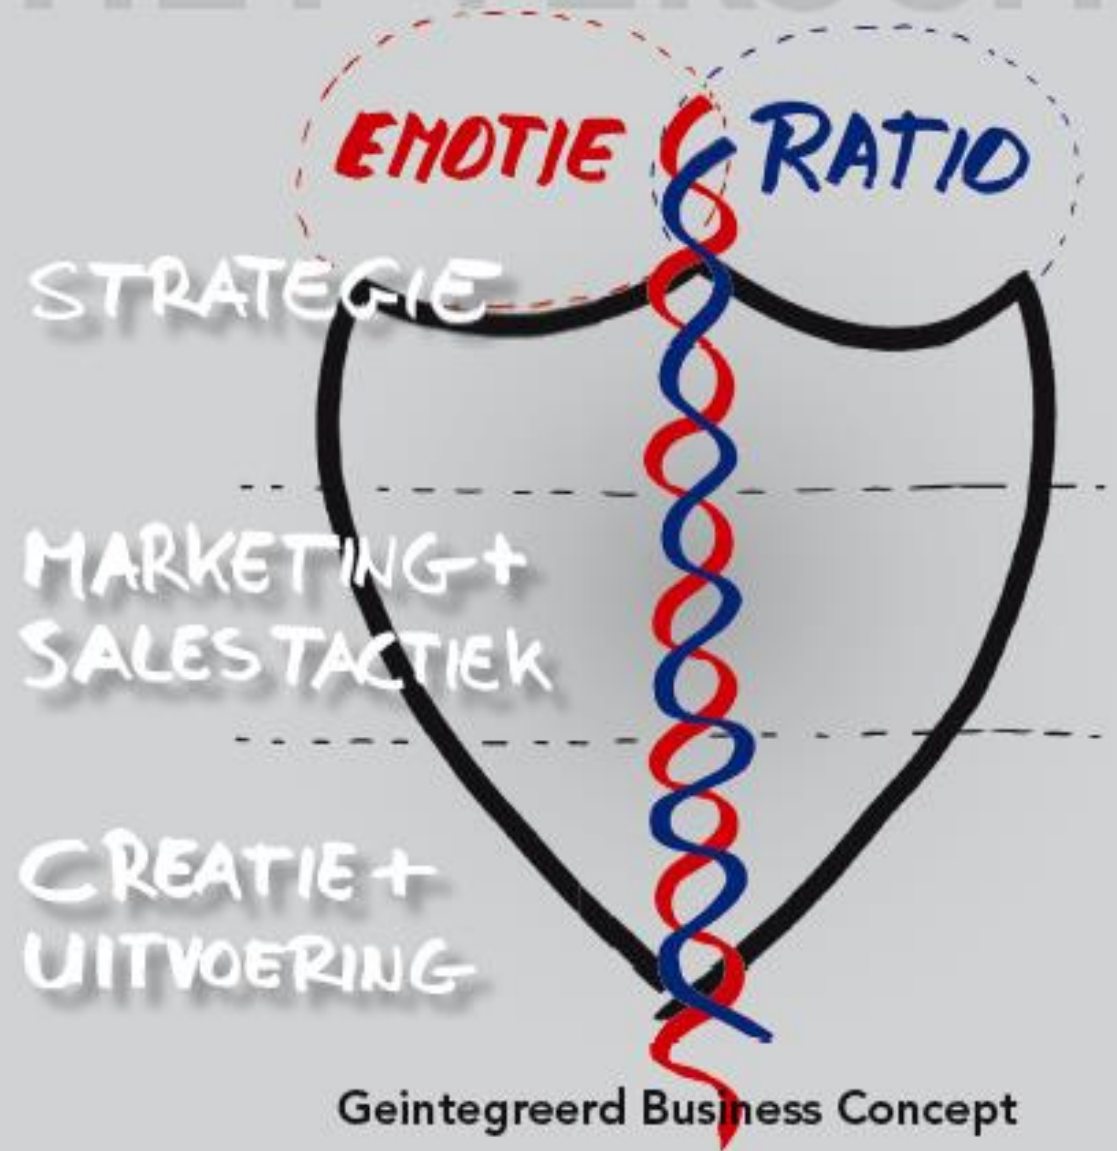 EMOTIE RATIO
STRATEGIE
MARKETING+
SALES TACTIEK
CREATIE+
UITVOERING
Geintegreerd Business Concept